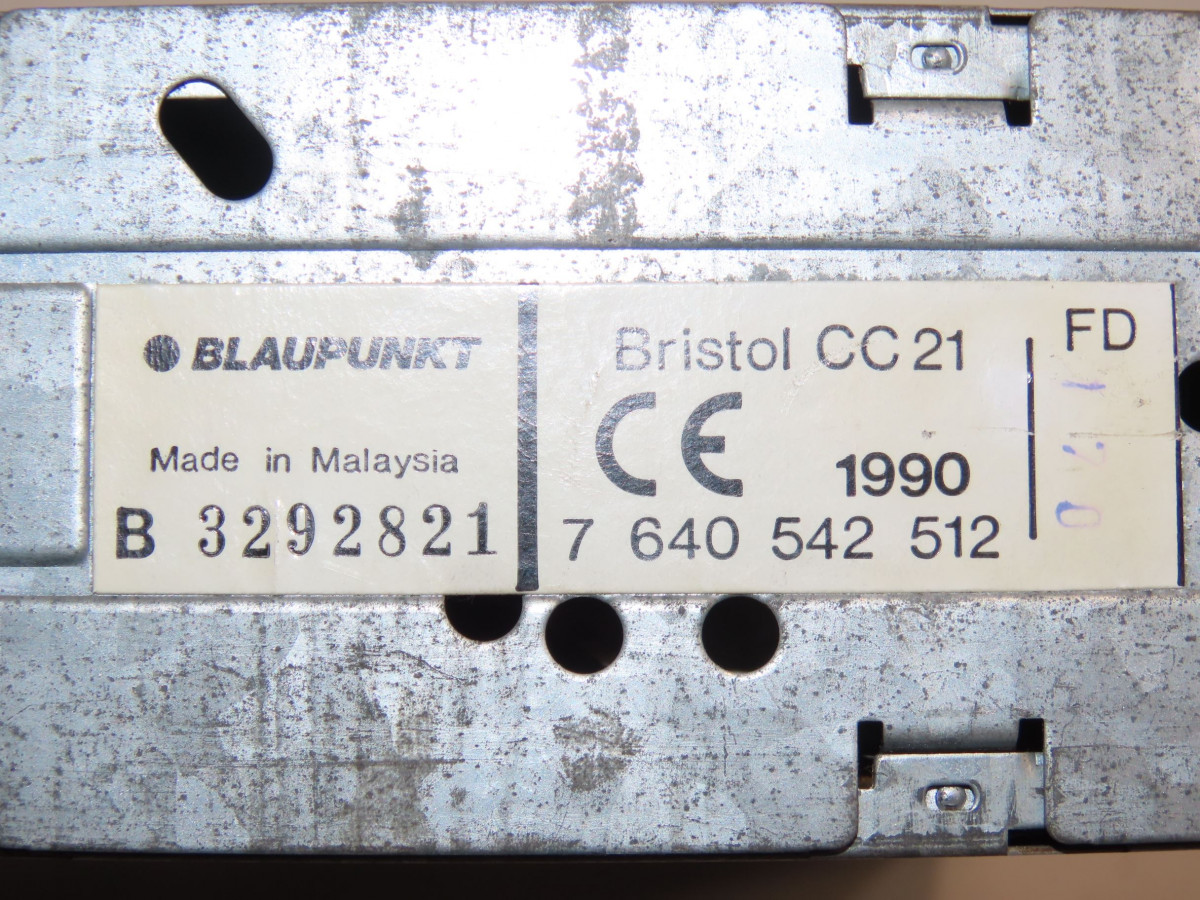 BLAUPUNKT
Made in Malaysia
B 3292821
Bristol CC 21
CE 1990
7 640 542 512
FD